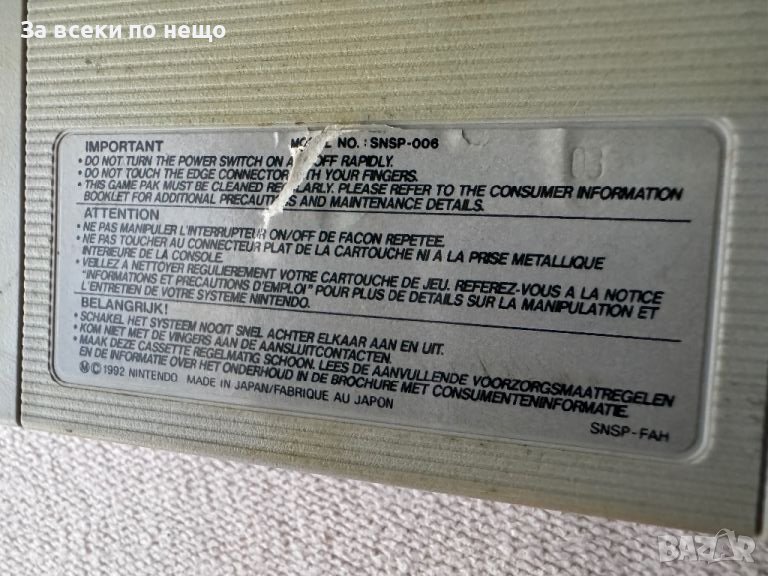 За всеки по нещо
IMPORTANT MODEL NO. : SNSP-006
• DO NOT TURN THE POWER SWITCH ON OFF RAPIDLY.
• DO NOT TOUCH THE EDGE CONNECTOR WITH YOUR FINGERS.
• THIS GAME PAK MUST BE CLEANED REGULARLY. PLEASE REFER TO THE CONSUMER INFORMATION
BOOKLET FOR ADDITIONAL PRECAUTIONS AND MAINTENANCE DETAILS.
ATTENTION
• NE PAS MANIPULER L'INTERRUPTEUR ON/OFF DE FACON REPETEE.
• NE PAS TOUCHER AU CONNECTEUR PLAT DE LA CARTOUCHE NI A LA PRISE METALLIQUE
INTERIEURE DE LA CONSOLE.
• VEILLEZ A NETTOYER REGULIEREMENT VOTRE CARTOUCHE DE JEU. REFEREZ-VOUS A LA NOTICE
"INFORMATIONS ET PRECAUTIONS D'EMPLOI" POUR PLUS DE DETAILS SUR LA MANIPULATION ET
L'ENTRETIEN DE VOTRE SYSTEME NINTENDO.
BELANGRIJK!
• SCHAKEL HET SYSTEEM NOOIT SNEL ACHTER ELKAAR AAN EN UIT.
• KOM NIET MET DE VINGERS AAN DE AANSLUITCONTACTEN.
• MAAK DEZE CASSETTE REGELMATIG SCHOON. LEES DE AANVULLENDE VOORZORGSMAATREGELEN
EN DE INFORMATIE OVER HET ONDERHOUD IN DE BROCHURE MET CONSUMENTENINFORMATIE.
Ⓜ©1992 NINTENDO MADE IN JAPAN/FABRIQUE AU JAPON
SNSP-FAH
BAZAR